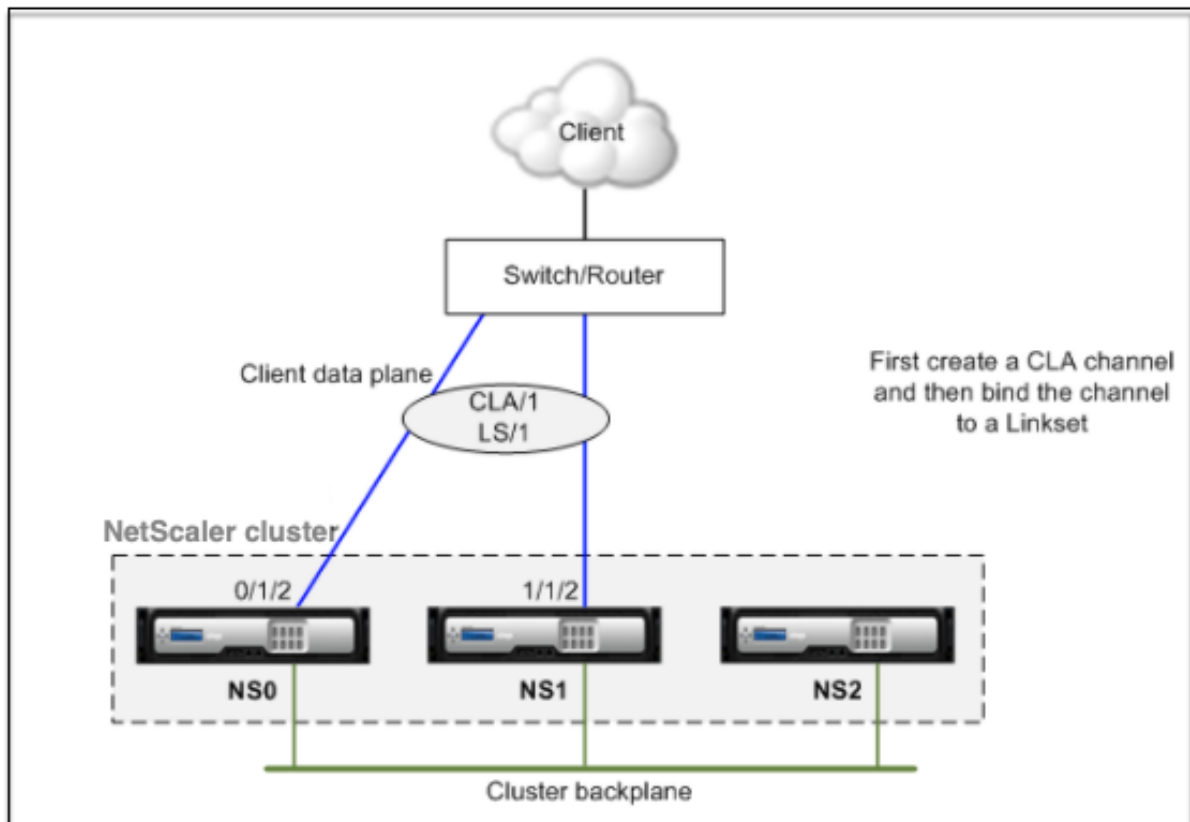 Client
Switch/Router
Client data plane
CLA/1
LS/1
First create a CLA channel
and then bind the channel
to a Linkset
NetScaler cluster
0/1/2
1/1/2
NS0
NS1
NS2
Cluster backplane